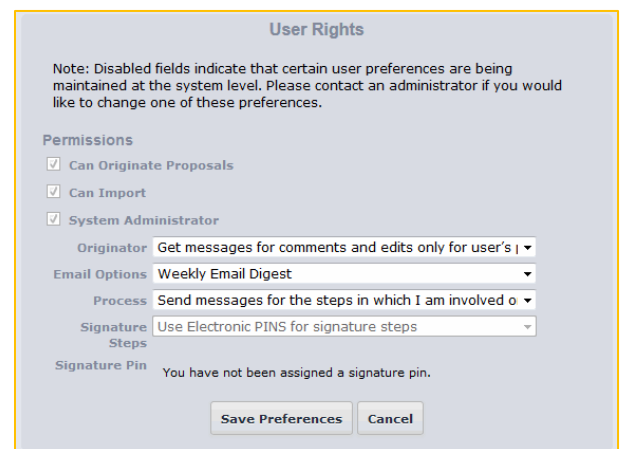 User Rights
Note: Disabled fields indicate that certain user preferences are being
maintained at the system level. Please contact an administrator if you would
like to change one of these preferences.
Permissions
Can Originate Proposals
Can Import
System Administrator
Originator Get messages for comments and edits only for user's
Email Options Weekly Email Digest
Process Send messages for the steps in which I am involved o
Signature Use Electronic PINS for signature steps
Steps
Signature Pin You have not been assigned a signature pin.
Save Preferences Cancel